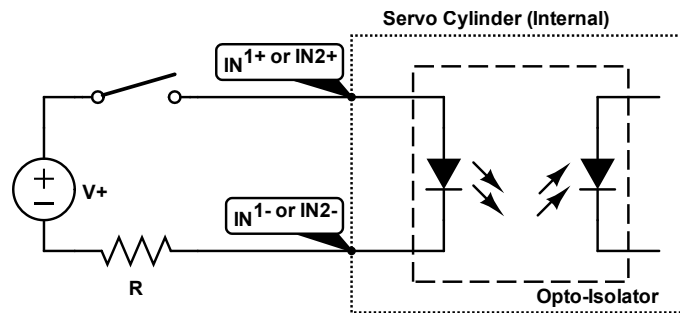 Servo Cylinder (Internal)
IN1+ or IN2+
+
V+
−
IN1- or IN2-
R
Opto-Isolator